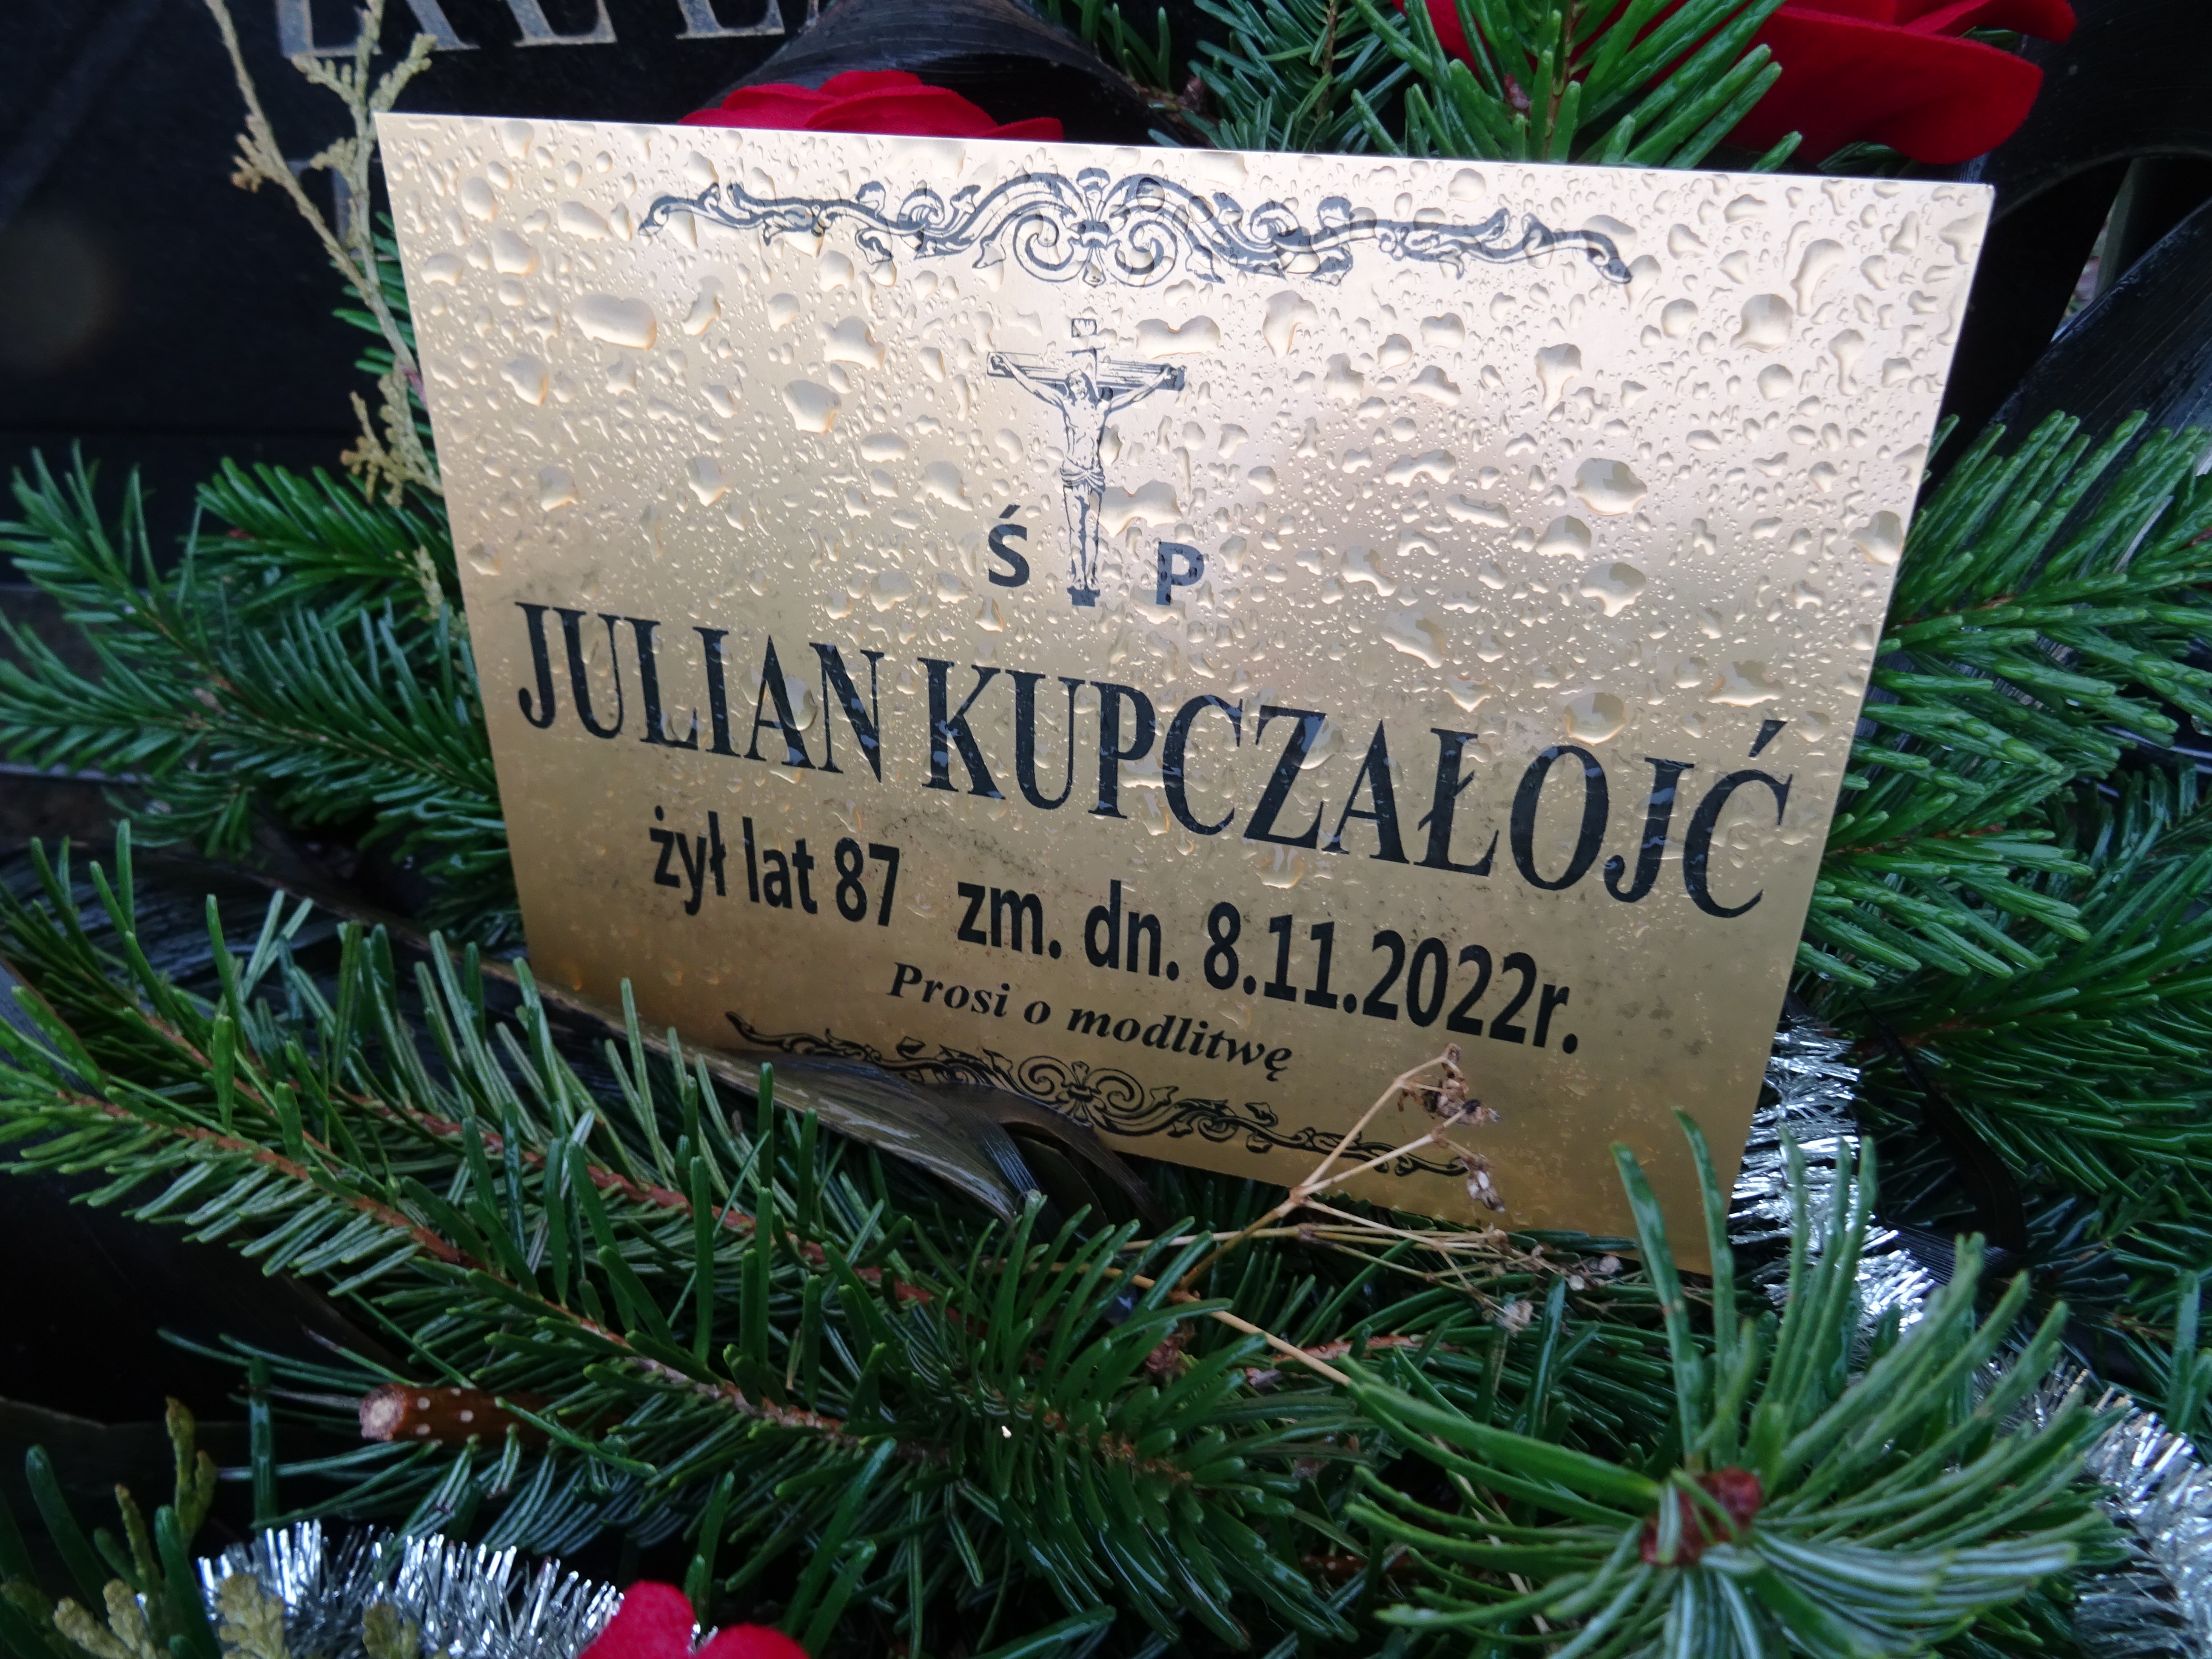 Ś P
JULIAN KUPCZAŁOJĆ
żył lat 87 zm. dn. 8.11.2022r.
Prosi o modlitwę